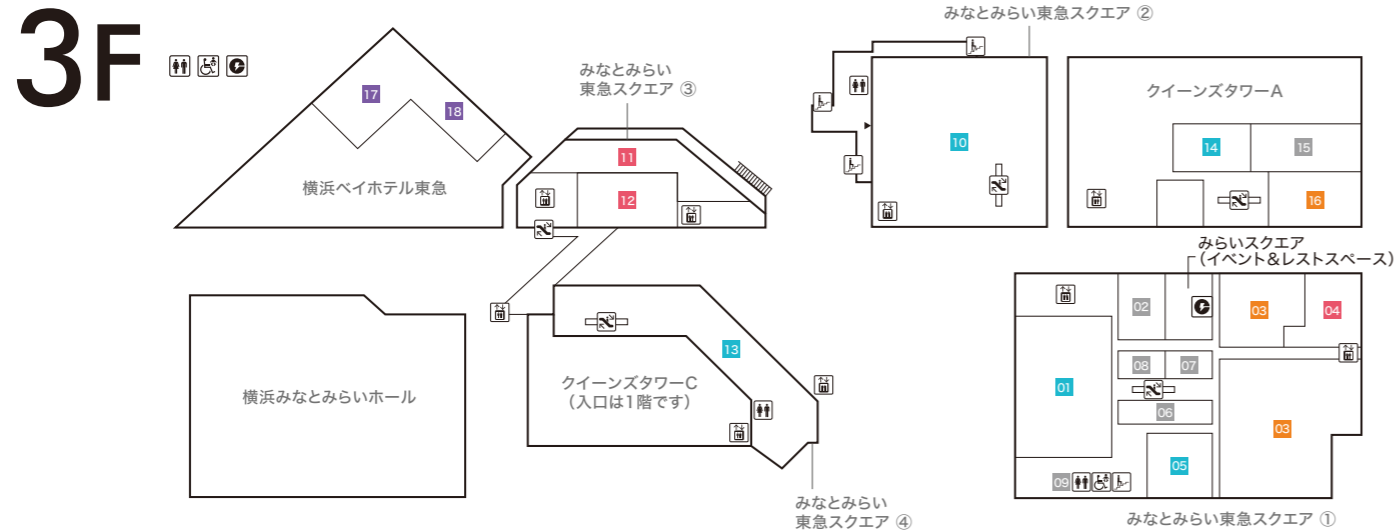 3F
みなとみらい東急スクエア ②
みなとみらい
東急スクエア ③
17
18
横浜ベイホテル東急
11
12
10
クイーンズタワーA
14
15
16
みらいスクエア
（イベント&レストスペース）
横浜みなとみらいホール
13
クイーンズタワーC
（入口は1階です）
みなとみらい
東急スクエア ④
02
03
04
01
08
07
06
03
05
09
みなとみらい東急スクエア ①